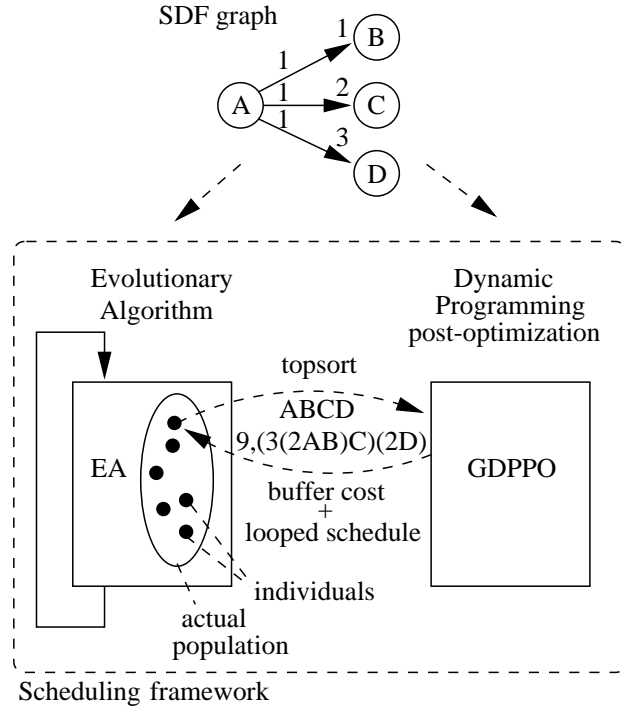 SDF graph
1 B
1
A 1 2 C
1
3
D
Evolutionary
Algorithm
Dynamic
Programming
post-optimization
topsort
ABCD
9,(3(2AB)C)(2D)
EA
GDPPO
buffer cost
+
looped schedule
individuals
actual
population
Scheduling framework